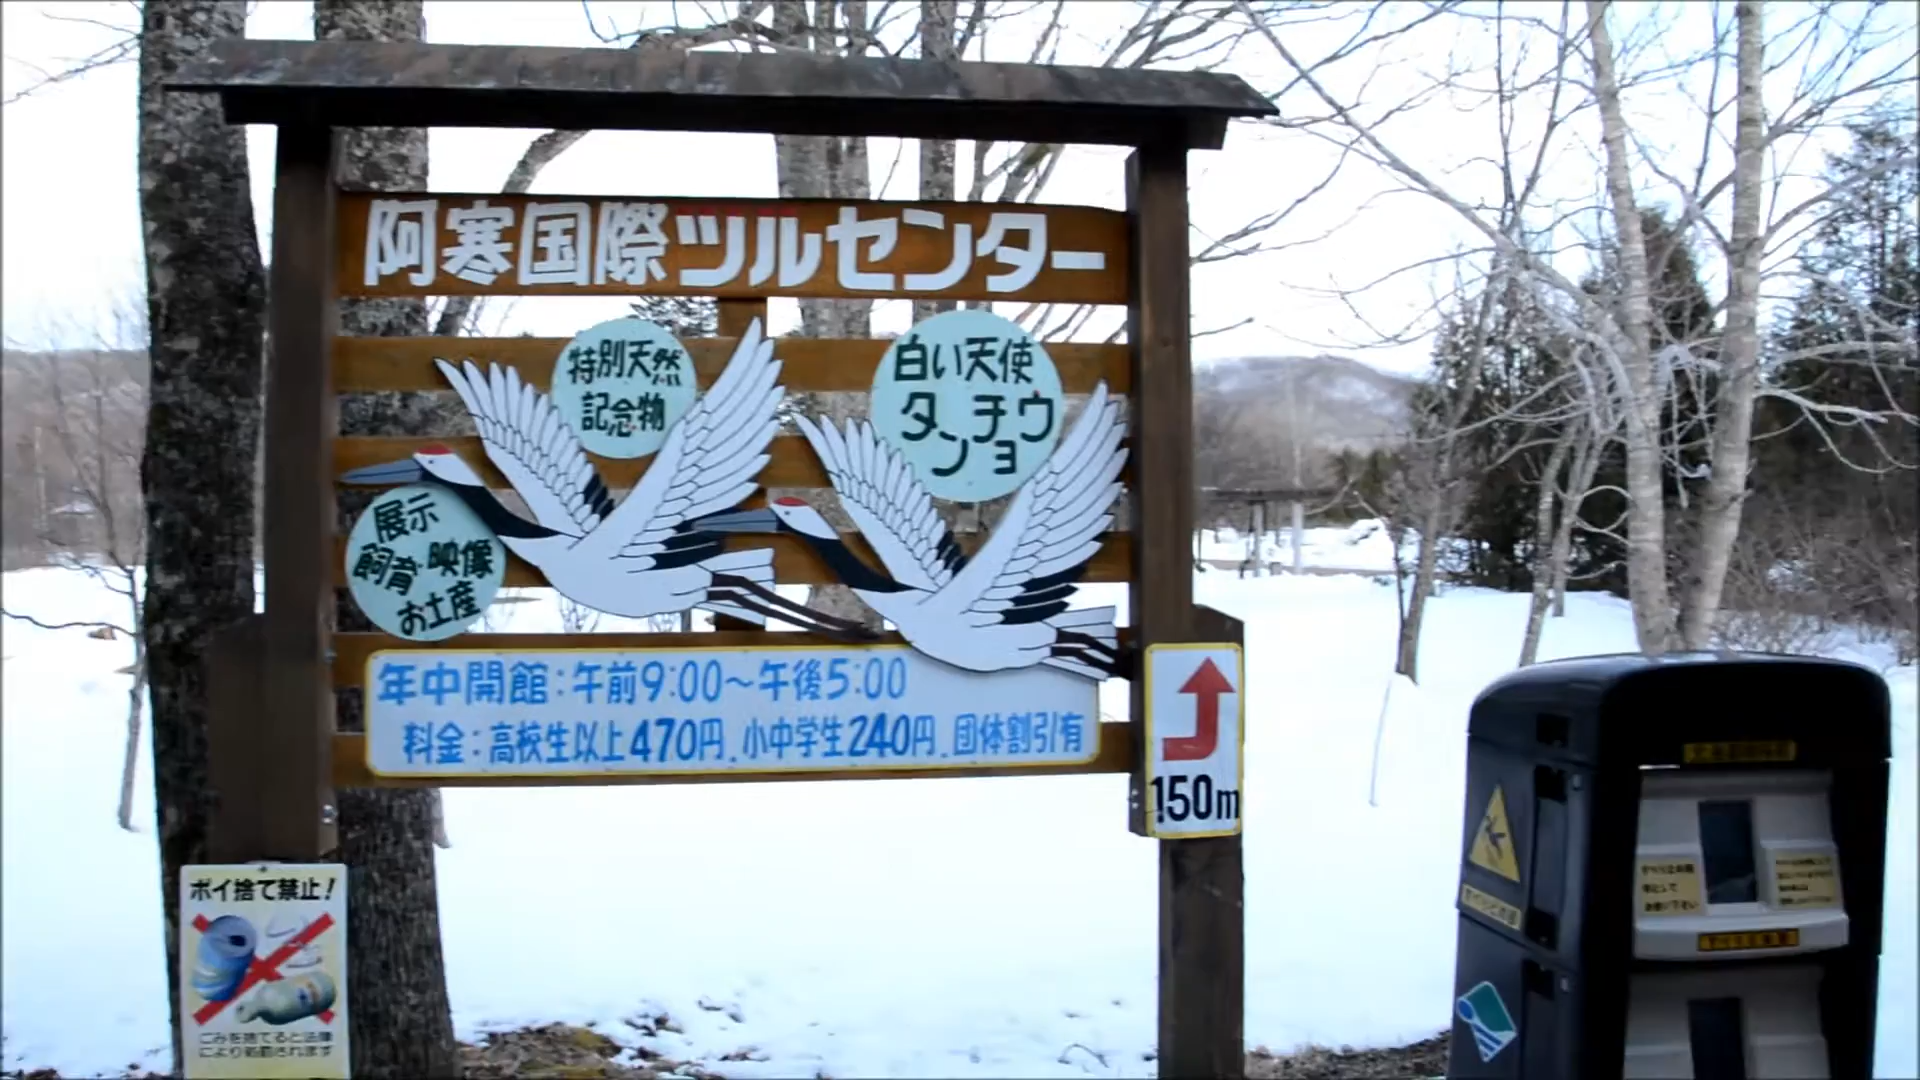 阿寒国際ツルセンター
特別天然
記念物
白い天使
タンチョウ
展示
飼育・映像
お土産
年中開館:午前9:00～午後5:00
料金:高校生以上470円.小中学生240円.団体割引有
150m
ポイ捨て禁止!
ごみを捨てると法律
により処罰されます